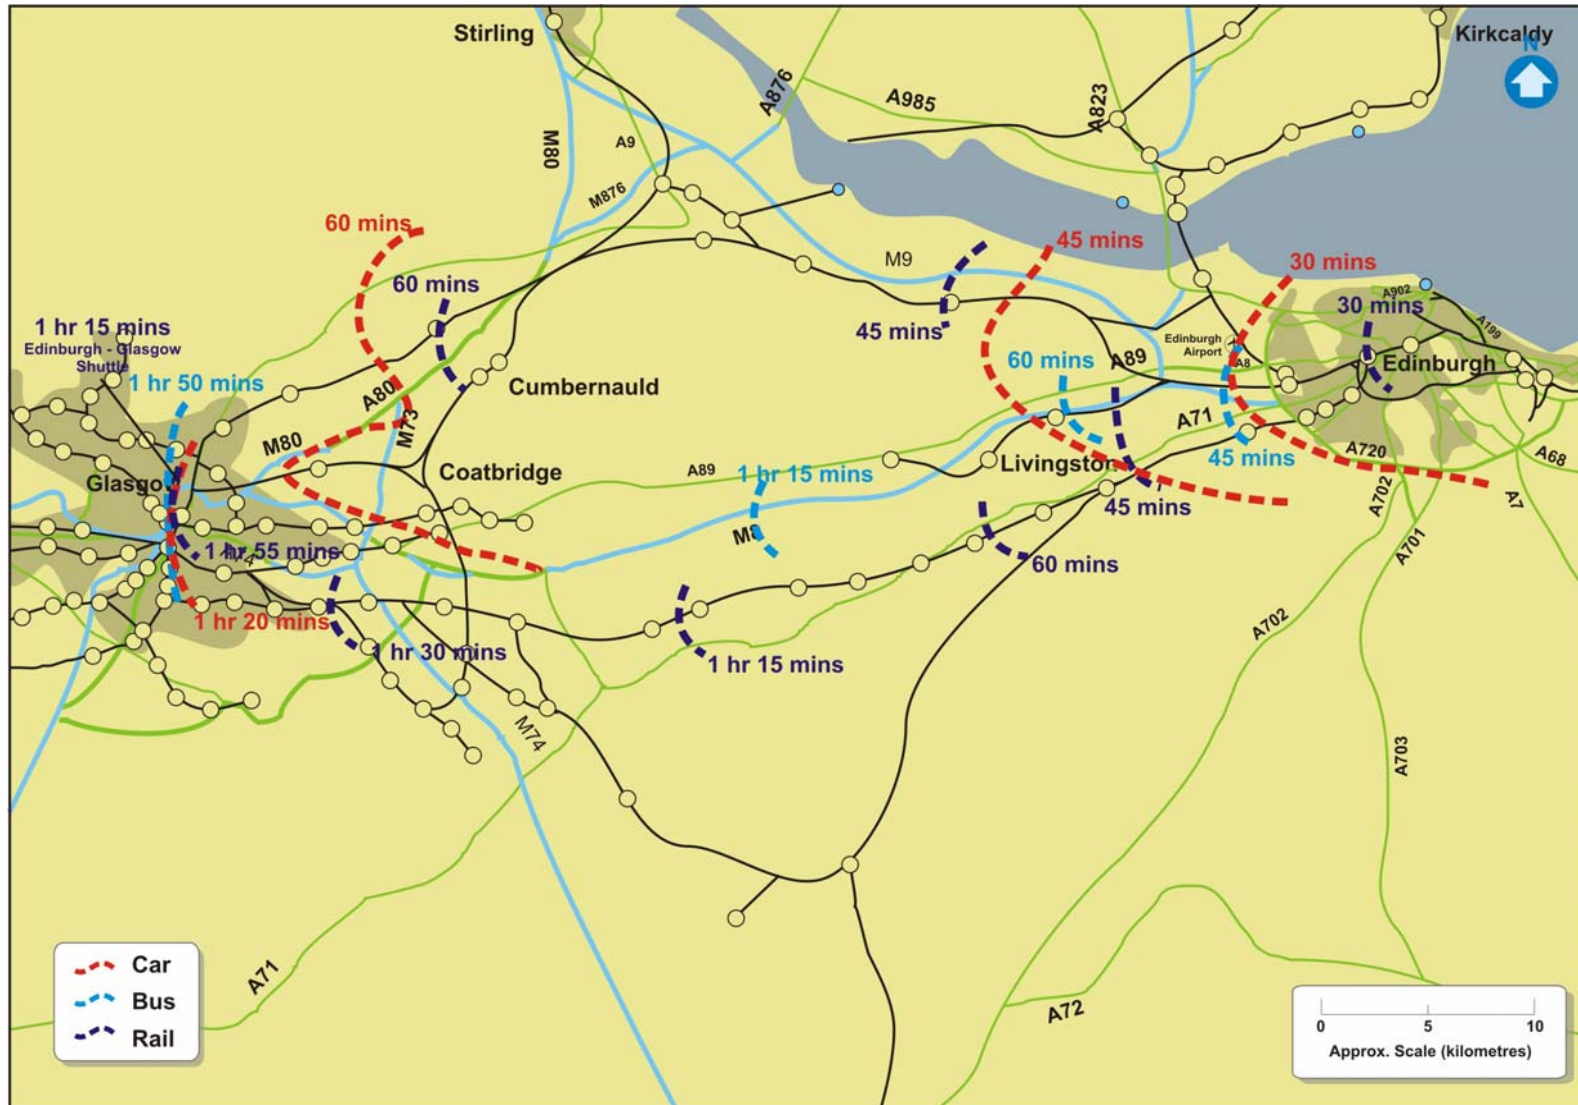 Stirling
Kirkcaldy
N
A876
A985
A823
M80
A9
M876
60 mins
M9
45 mins
60 mins
30 mins
A902
30 mins
A199
1 hr 15 mins
Edinburgh - Glasgow
Shuttle
45 mins
Edinburgh
Airport
A8
Edinburgh
60 mins
A89
1 hr 50 mins
Cumbernauld
A80
M73
A71
M80
Coatbridge
A89
1 hr 15 mins
Livingston
45 mins
A720
A68
A702
A7
Glasgow
45 mins
1 hr 55 mins
60 mins
A701
1 hr 20 mins
1 hr 30 mins
1 hr 15 mins
A702
M74
A703
A71
A72
Car
Bus
Rail
0 5 10
Approx. Scale (kilometres)